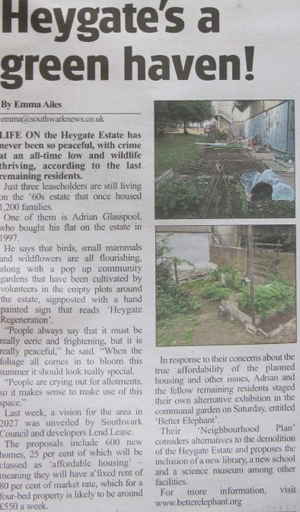 Heygate's a
green haven!
By Emma Ailes
emma@southwarknews.co.uk
LIFE ON the Heygate Estate has
never been so peaceful, with crime
at an all-time low and wildlife
thriving, according to the last
remaining residents.
Just three leaseholders are still living
on the '60s estate that once housed
1,200 families.
One of them is Adrian Glasspool,
who bought his flat on the estate in
1997.
He says that birds, small mammals
and wildflowers are all flourishing,
along with a pop up community
gardens that have been cultivated by
volunteers in the empty plots around
the estate, signposted with a hand
painted sign that reads 'Heygate
Regeneration'.
"People always say that it must be
really eerie and frightening, but it is
really peaceful," he said. "When the
foliage all comes in to bloom this
summer it should look really special.
"People are crying out for allotments,
so it makes sense to make use of this
space."
Last week, a vision for the area in
2027 was unveiled by Southwark
Council and developers Lend Lease.
The proposals include 600 new
homes, 25 per cent of which will be
classed as 'affordable housing' –
meaning they will have a fixed rent of
80 per cent of market rate, which for a
four-bed property is likely to be around
£550 a week.
In response to their concerns about the
true affordability of the planned
housing and other issues, Adrian and
the fellow remaining residents staged
their own alternative exhibition in the
communal garden on Saturday, entitled
'Better Elephant'.
Their 'Neighbourhood Plan'
considers alternatives to the demolition
of the Heygate Estate and proposes the
inclusion of a new library, a new school
and a science museum among other
facilities.
For more information, visit
www.betterelephant.org